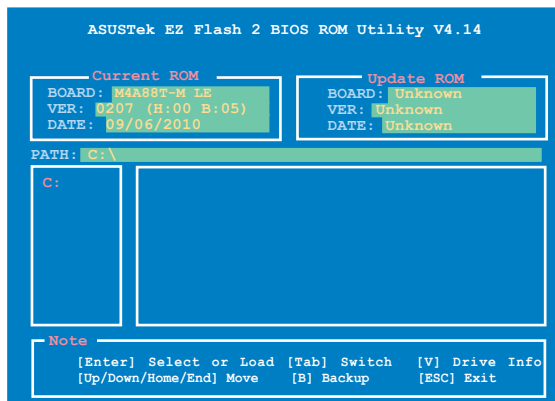 ASUSTek EZ Flash 2 BIOS ROM Utility V4.14
Current ROM
BOARD: M4A88T-M LE
VER: 0207 (H:00 B:05)
DATE: 09/06/2010
Update ROM
BOARD: Unknown
VER: Unknown
DATE: Unknown
PATH: C:\
C:
Note
[Enter] Select or Load [Tab] Switch [V] Drive Info
[Up/Down/Home/End] Move [B] Backup [ESC] Exit